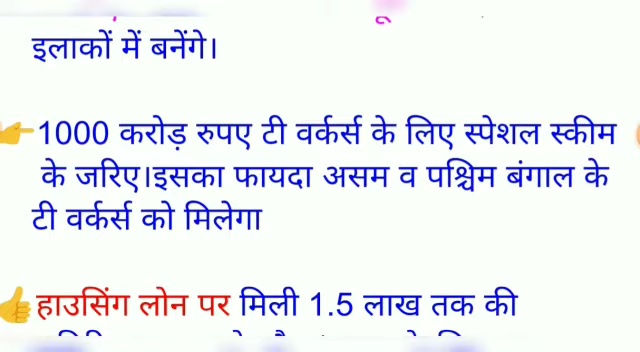 इलाकों में बनेंगे।
1000 करोड़ रुपए टी वर्कर्स के लिए स्पेशल स्कीम
के जरिए।इसका फायदा असम व पश्चिम बंगाल के
टी वर्कर्स को मिलेगा
हाउसिंग लोन पर मिली 1.5 लाख तक की